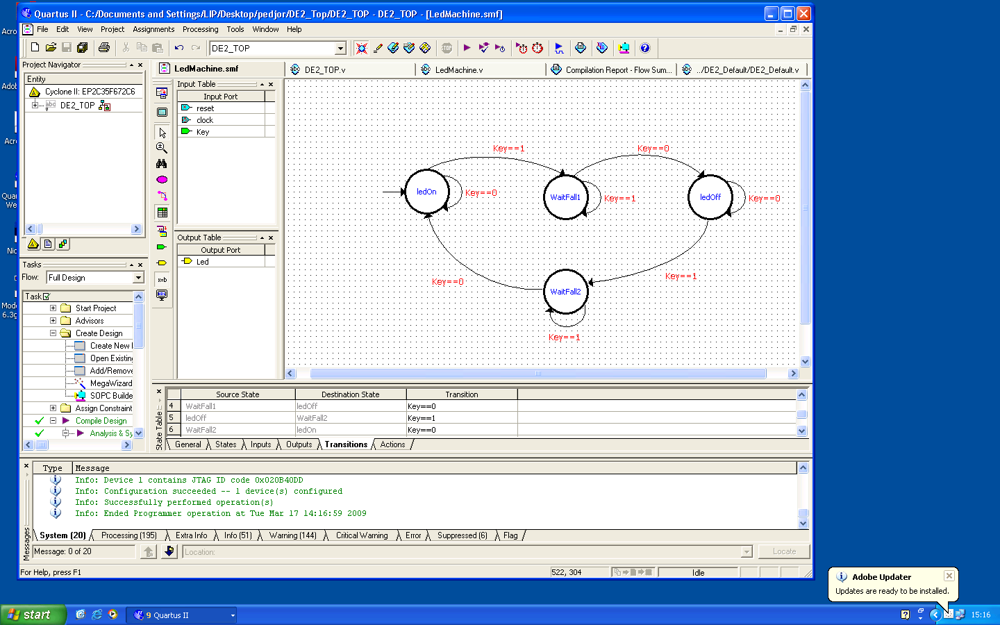 Quartus II - C:/Documents and Settings/LIP/Desktop/pedjor/DE2_Top/DE2_TOP - DE2_TOP - [LedMachine.smf]
File Edit View Project Assignments Processing Tools Window Help
DE2_TOP
STOP
Project Navigator
Entity
Cyclone II: EP2C35F672C6
abc DE2_TOP
LedMachine.smf
DE2_TOP.v
LedMachine.v
Compilation Report - Flow Sum...
../DE2_Default/DE2_Default.v
Input Table
Input Port
reset
clock
Key
Output Table
Output Port
Led
x=b
Key==1
Key==0
ledOn
Key==0
WaitFall1
Key==1
ledOff
Key==0
Key==0
WaitFall2
Key==1
Key==1
Tasks
Flow: Full Design
Task
Start Project
Advisors
Create Design
Create New
Open Existing
Add/Remove
MegaWizard
SOPC Builde
Assign Constraint
Compile Design
Analysis & Sy
State Table
Source State Destination State Transition
4 WaitFall1 ledOff Key==0
5 ledOff WaitFall2 Key==1
6 WaitFall2 ledOn Key==0
General States Inputs Outputs Transitions Actions
Messages
Type Message
Info: Device 1 contains JTAG ID code 0x020B40DD
Info: Configuration succeeded -- 1 device(s) configured
Info: Successfully performed operation(s)
Info: Ended Programmer operation at Tue Mar 17 14:16:59 2009
System (20) Processing (195) Extra Info Info (51) Warning (144) Critical Warning Error Suppressed (6) Flag
Message: 0 of 20
Location:
Locate
For Help, press F1
522, 304
Idle
Adobe Updater
Updates are ready to be installed.
start
9 Quartus II
15:16
Acro
Adob
Acro
Quar
We
Nic
Mode
6.3g